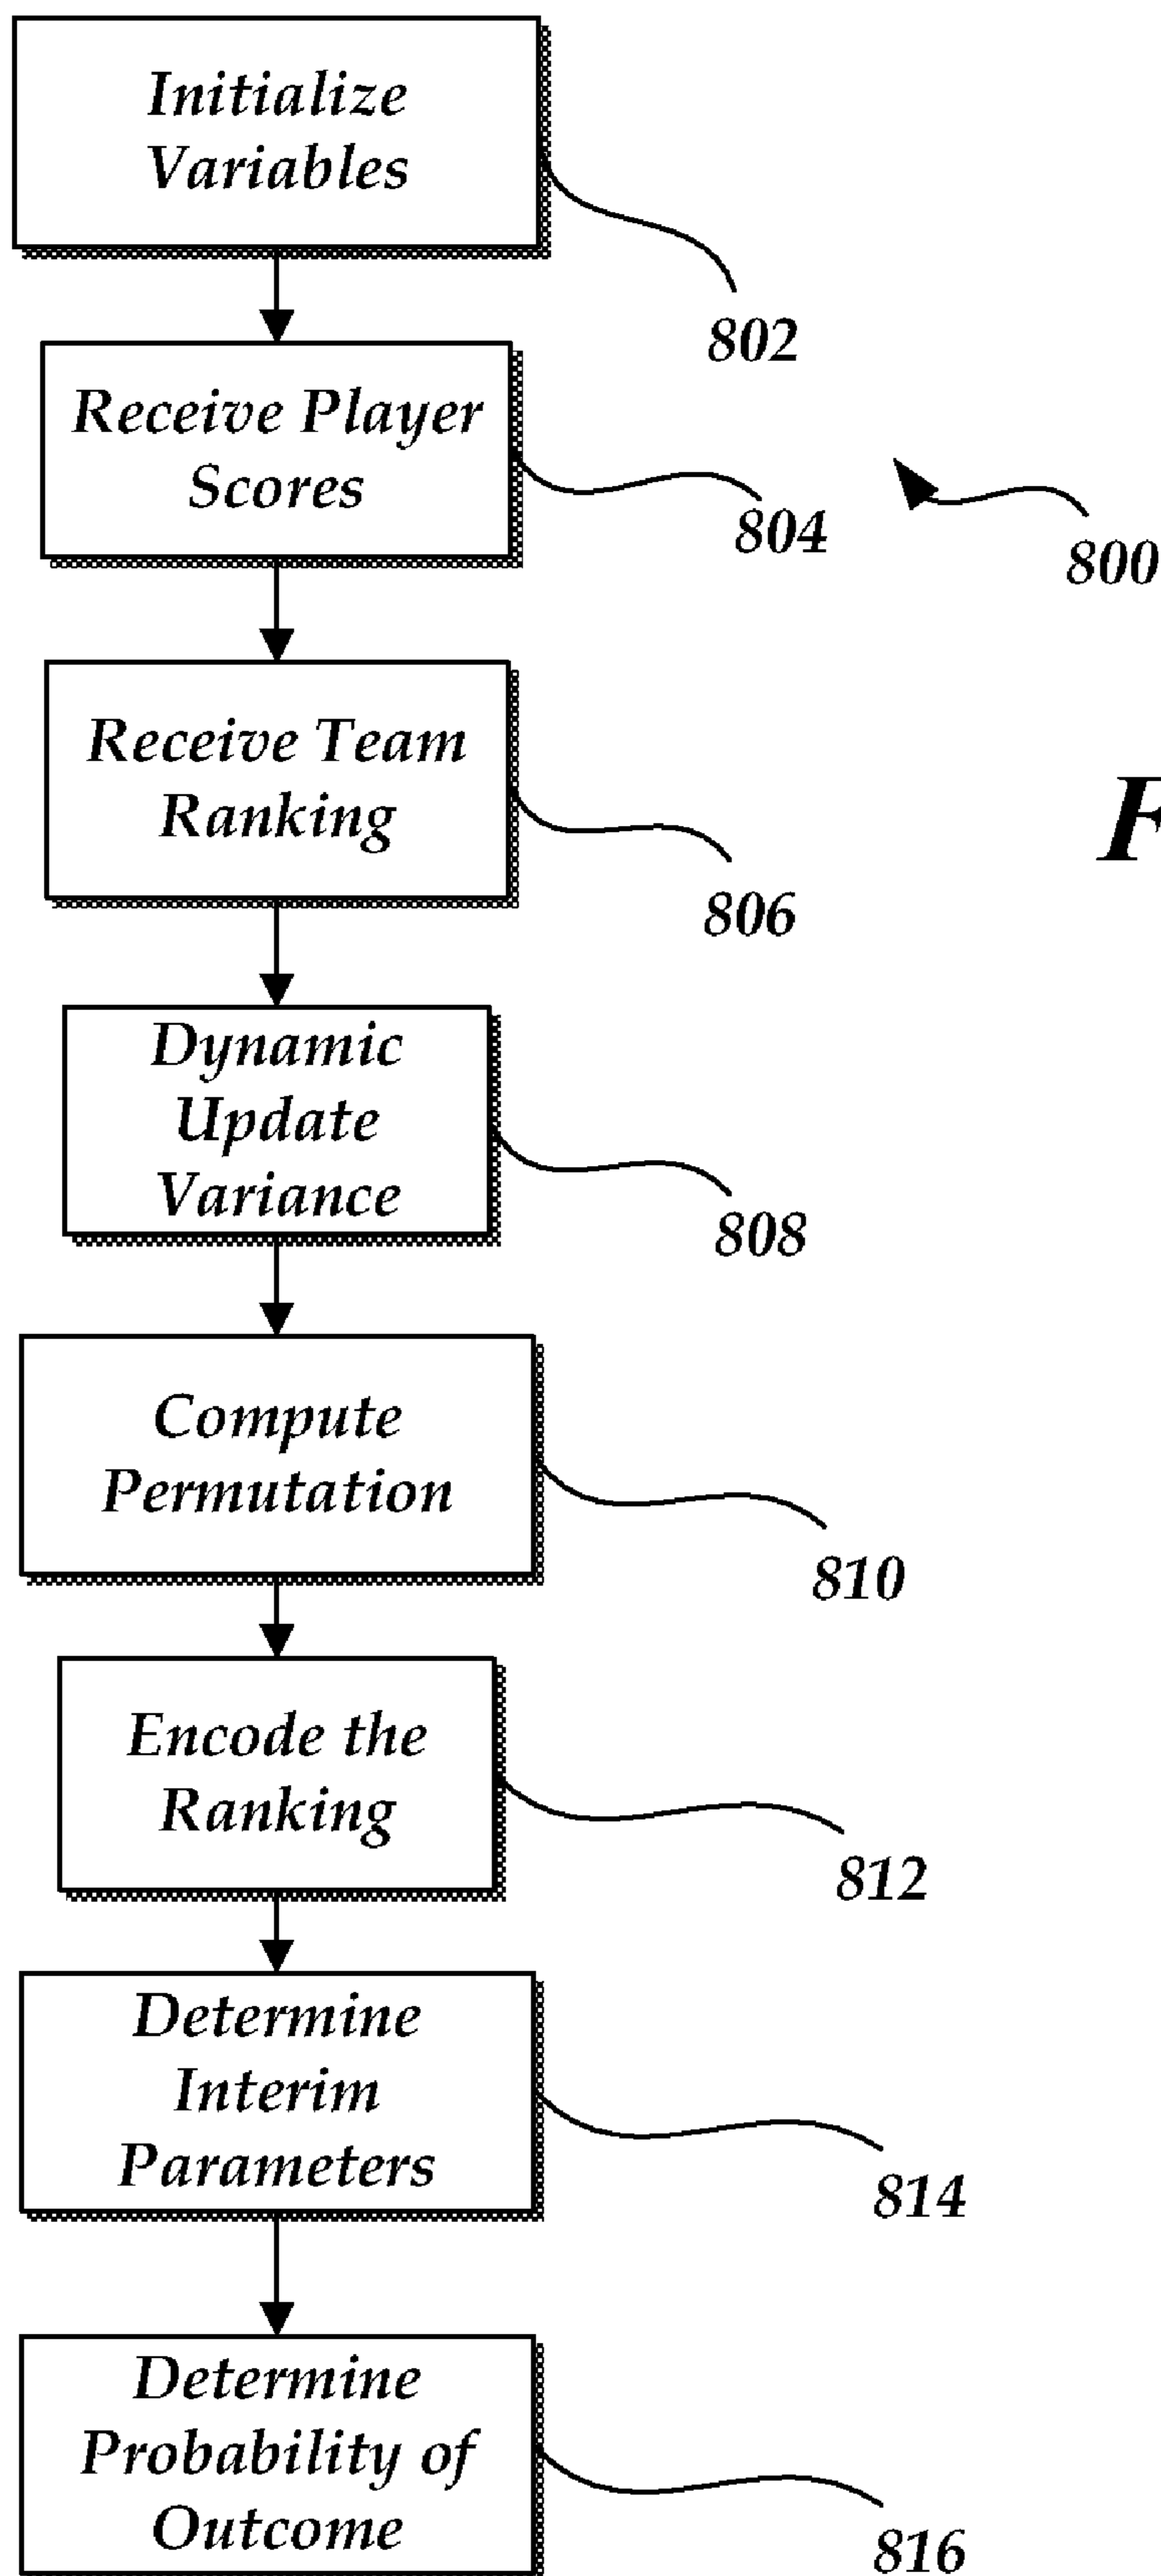 Initialize
Variables
802
Receive Player
Scores
804
800
Receive Team
Ranking
F
806
Dynamic
Update
Variance
808
Compute
Permutation
810
Encode the
Ranking
812
Determine
Interim
Parameters
814
Determine
Probability of
Outcome
816